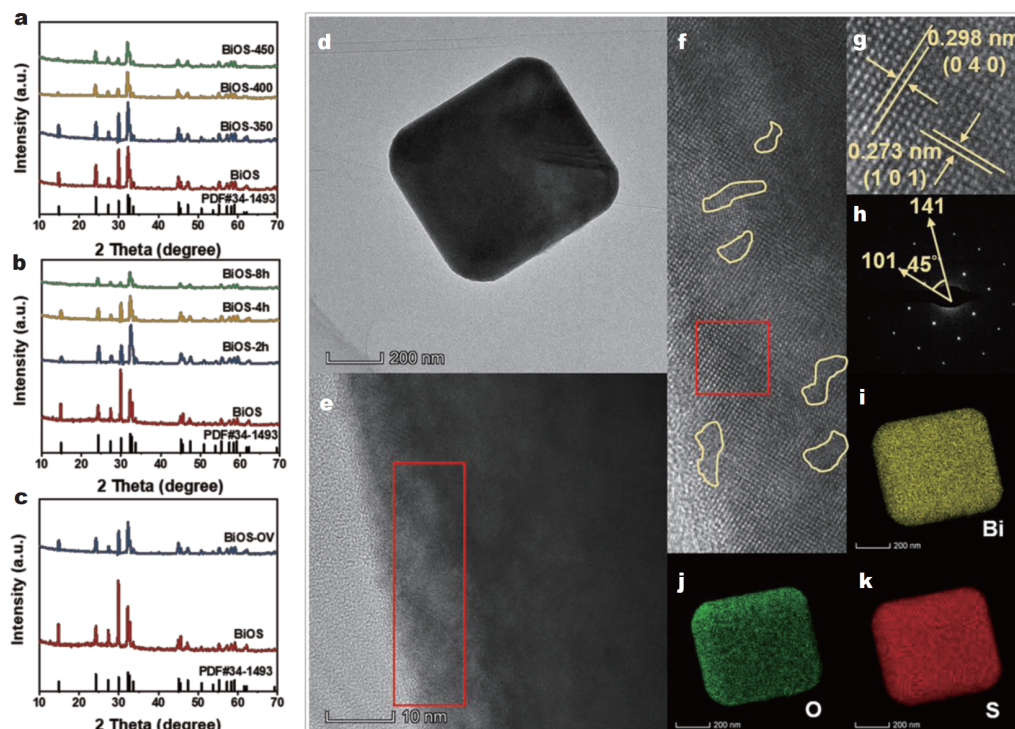 a
Intensity (a.u.)
BiOS-450
BiOS-400
BiOS-350
BiOS
PDF#34-1493
10 20 30 40 50 60 70
2 Theta (degree)
b
Intensity (a.u.)
BiOS-8h
BiOS-4h
BiOS-2h
BiOS
PDF#34-1493
10 20 30 40 50 60 70
2 Theta (degree)
c
Intensity (a.u.)
BiOS-OV
BiOS
PDF#34-1493
10 20 30 40 50 60 70
2 Theta (degree)
d
200 nm
e
10 nm
f
g
0.298 nm
(0 4 0)
0.273 nm
(1 0 1)
h
141
101
45°
i
Bi
200 nm
j
O
200 nm
k
S
200 nm